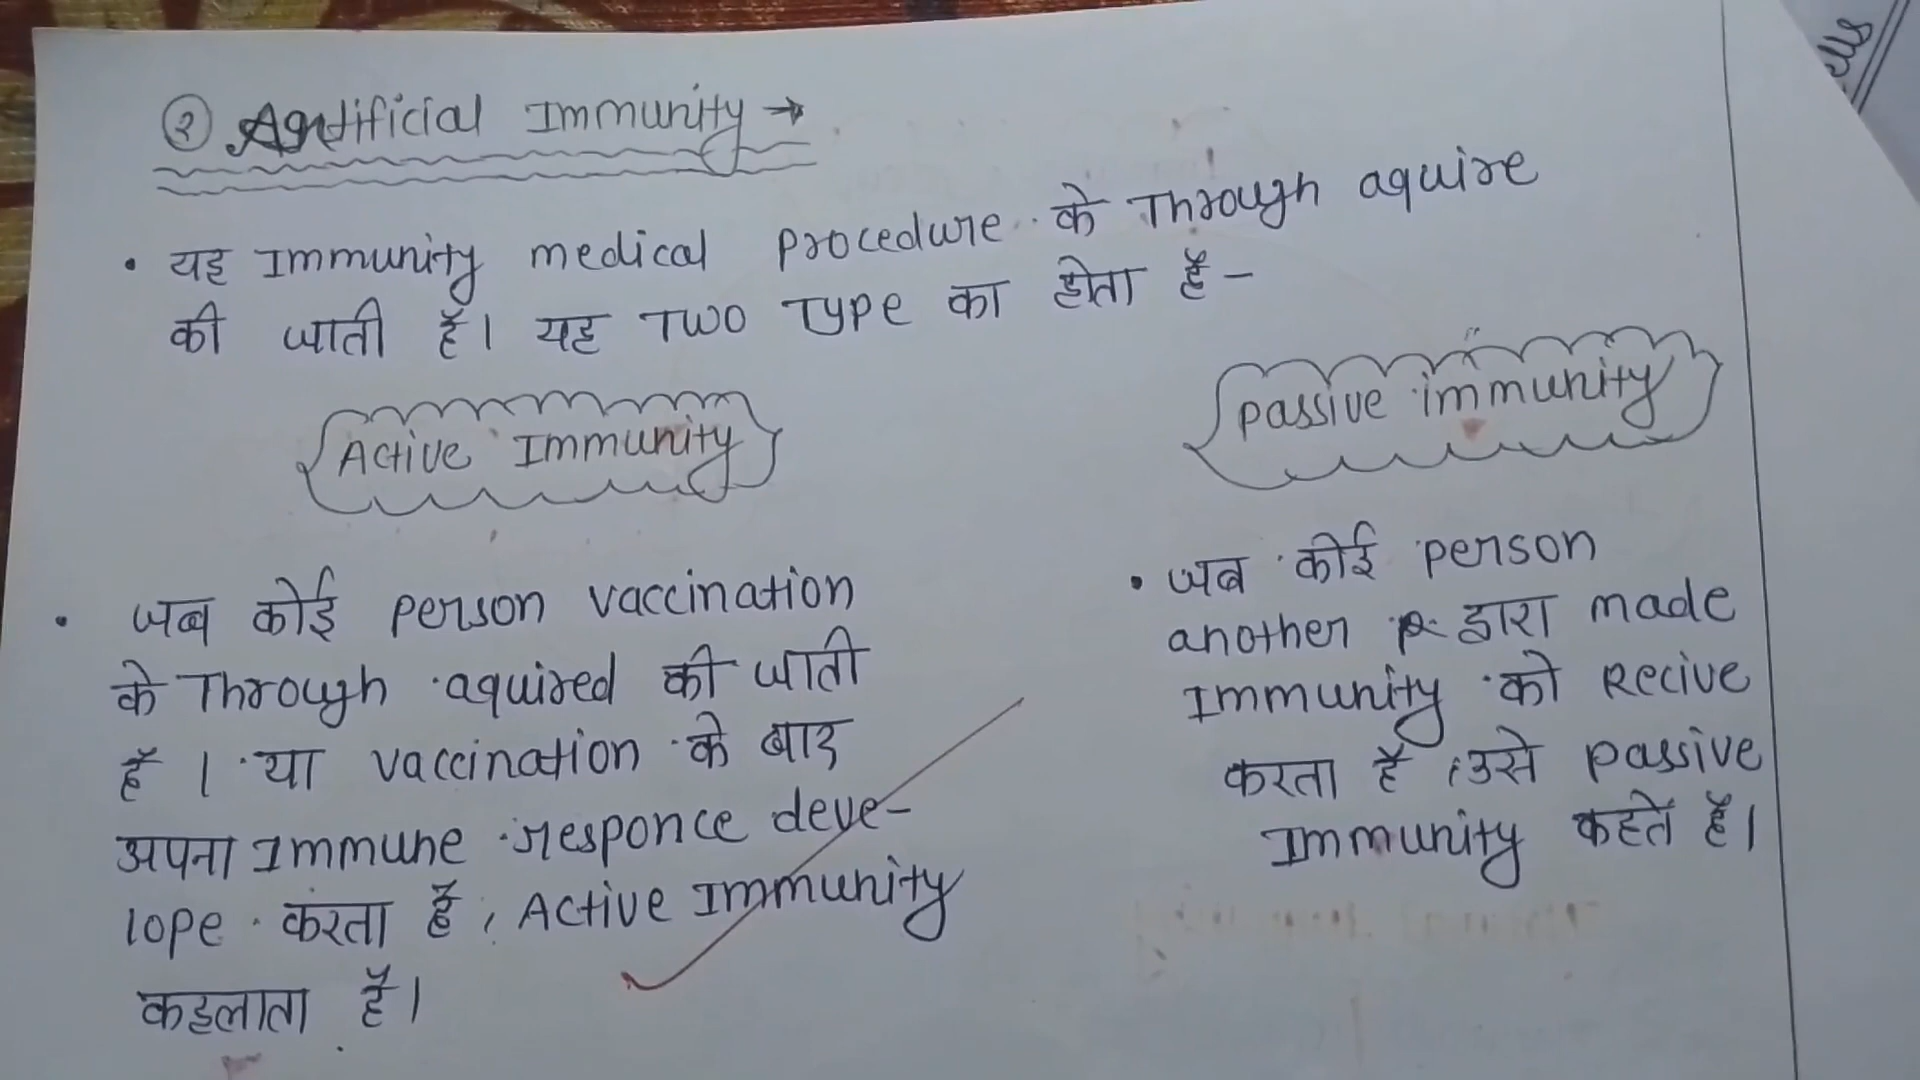 ② Artificial Immunity →
• यह Immunity medical procedure के Through aquire
की जाती हैं। यह TWO Type का होता हैं –
Active Immunity
passive immunity
• जब कोई person vaccination
के Through aquired की जाती
हैं । या vaccination के बाद
अपना Immune responce deve-
lope करता हैं, Active Immunity
कहलाता हैं।
• जब कोई person
another द्वारा made
Immunity को Recive
करता हैं, उसे passive
Immunity कहते हैं।
ells